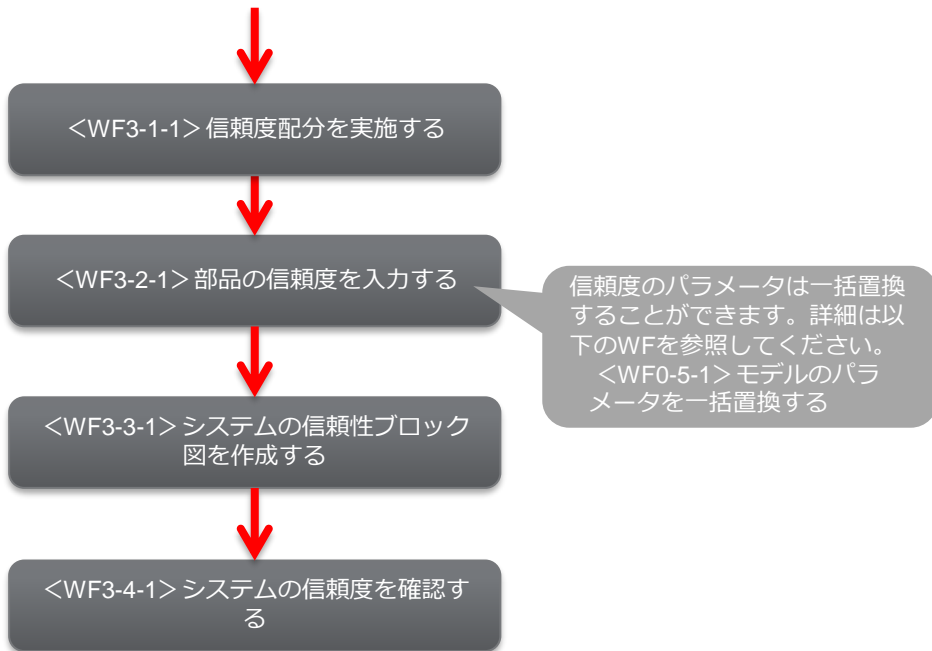 ＜WF3-1-1＞信頼度配分を実施する
＜WF3-2-1＞部品の信頼度を入力する
信頼度のパラメータは一括置換
することができます。詳細は以
下のWFを参照してください。
＜WF0-5-1＞モデルのパラ
メータを一括置換する
＜WF3-3-1＞システムの信頼性ブロック
図を作成する
＜WF3-4-1＞システムの信頼度を確認す
る